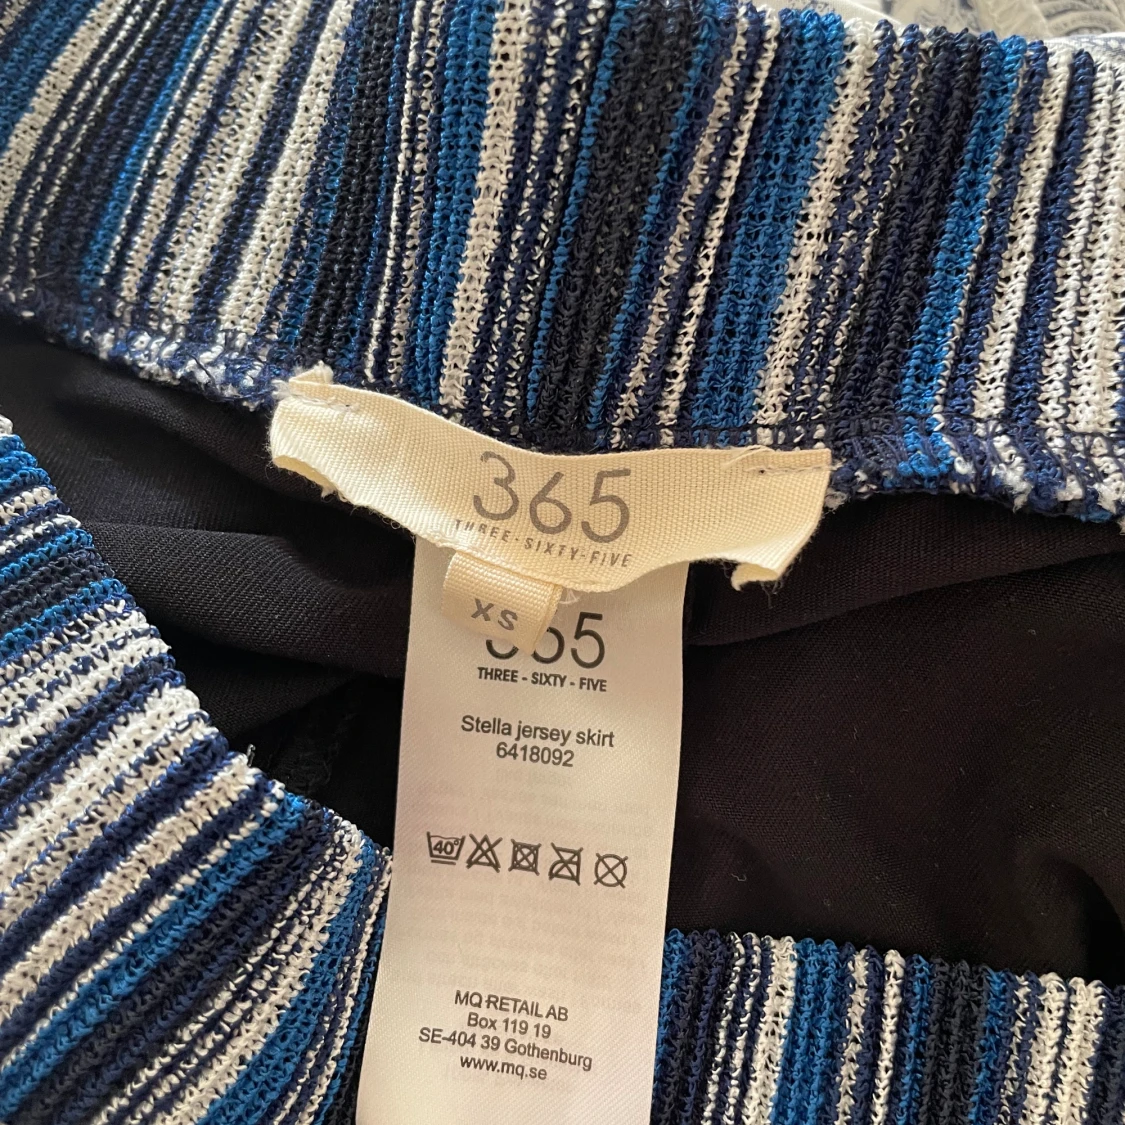 365
THREE-SIXTY-FIVE
XS
365
THREE - SIXTY - FIVE
Stella jersey skirt
6418092
40°
MQ RETAIL AB
Box 119 19
SE-404 39 Gothenburg
www.mq.se